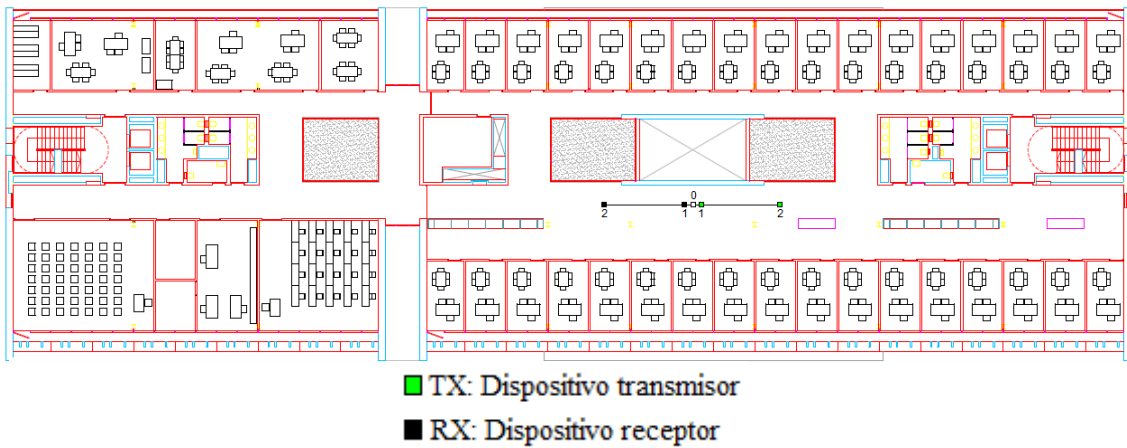 0
2 1 1 2
TX: Dispositivo transmisor
RX: Dispositivo receptor